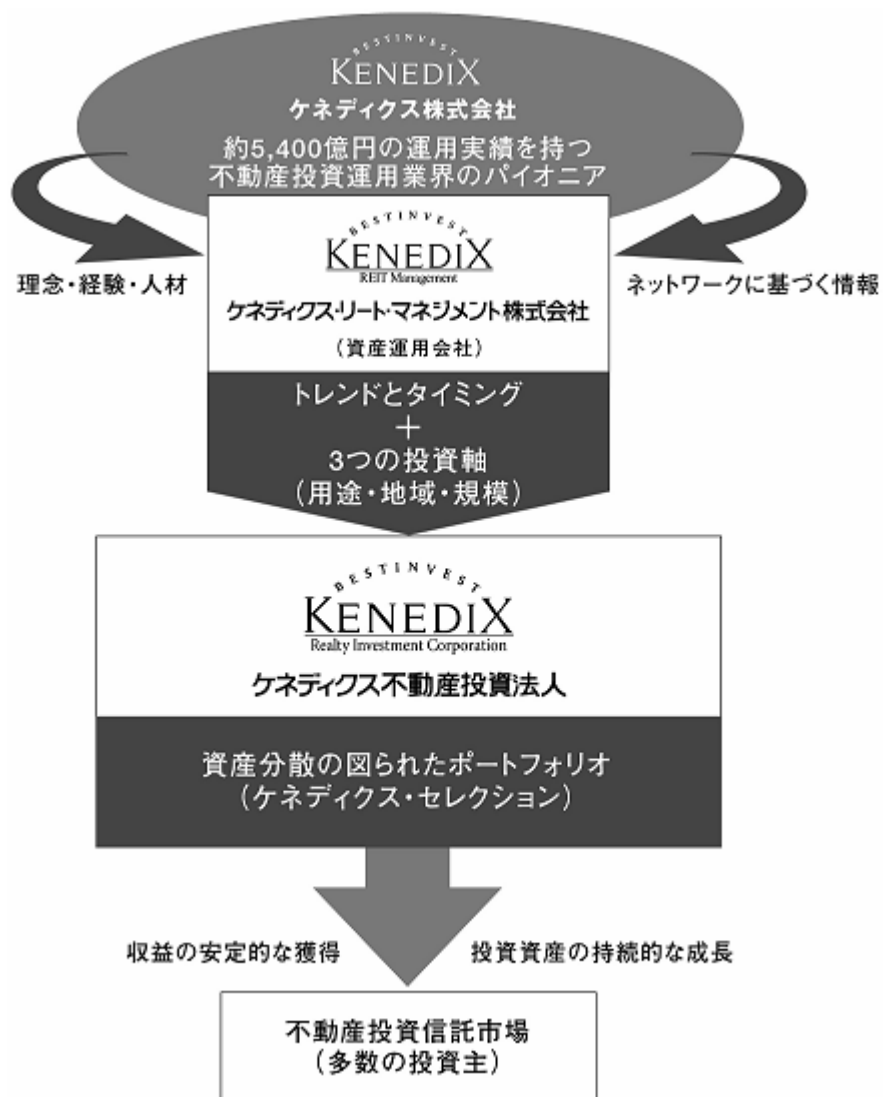 BESTINVEST
KENEDIX
ケネディクス株式会社
約5,400億円の運用実績を持つ
不動産投資運用業界のパイオニア
BESTINVEST
KENEDIX
REIT Management
理念・経験・人材
ネットワークに基づく情報
ケネディクス・リート・マネジメント株式会社
(資産運用会社)
トレンドとタイミング
+
3つの投資軸
(用途・地域・規模)
BESTINVEST
KENEDIX
Realty Investment Corporation
ケネディクス不動産投資法人
資産分散の図られたポートフォリオ
(ケネディクス・セレクション)
収益の安定的な獲得
投資資産の持続的な成長
不動産投資信託市場
(多数の投資主)